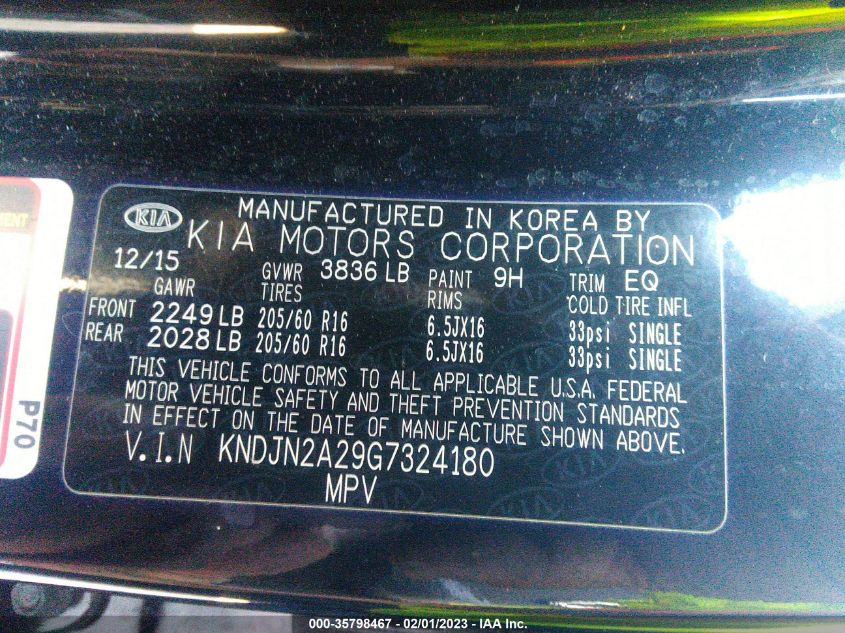 MENT
P70
KIA
MANUFACTURED IN KOREA BY
KIA MOTORS CORPORATION
12/15 GVWR 3836 LB PAINT 9H TRIM EQ
GAWR TIRES RIMS COLD TIRE INFL
FRONT 2249 LB 205/60 R16 6.5JX16 33psi SINGLE
REAR 2028 LB 205/60 R16 6.5JX16 33psi SINGLE
THIS VEHICLE CONFORMS TO ALL APPLICABLE U.S.A. FEDERAL
MOTOR VEHICLE SAFETY AND THEFT PREVENTION STANDARDS
IN EFFECT ON THE DATE OF MANUFACTURE SHOWN ABOVE.
V.I.N KNDJN2A29G7324180
MPV
000-35798467 - 02/01/2023 - IAA Inc.